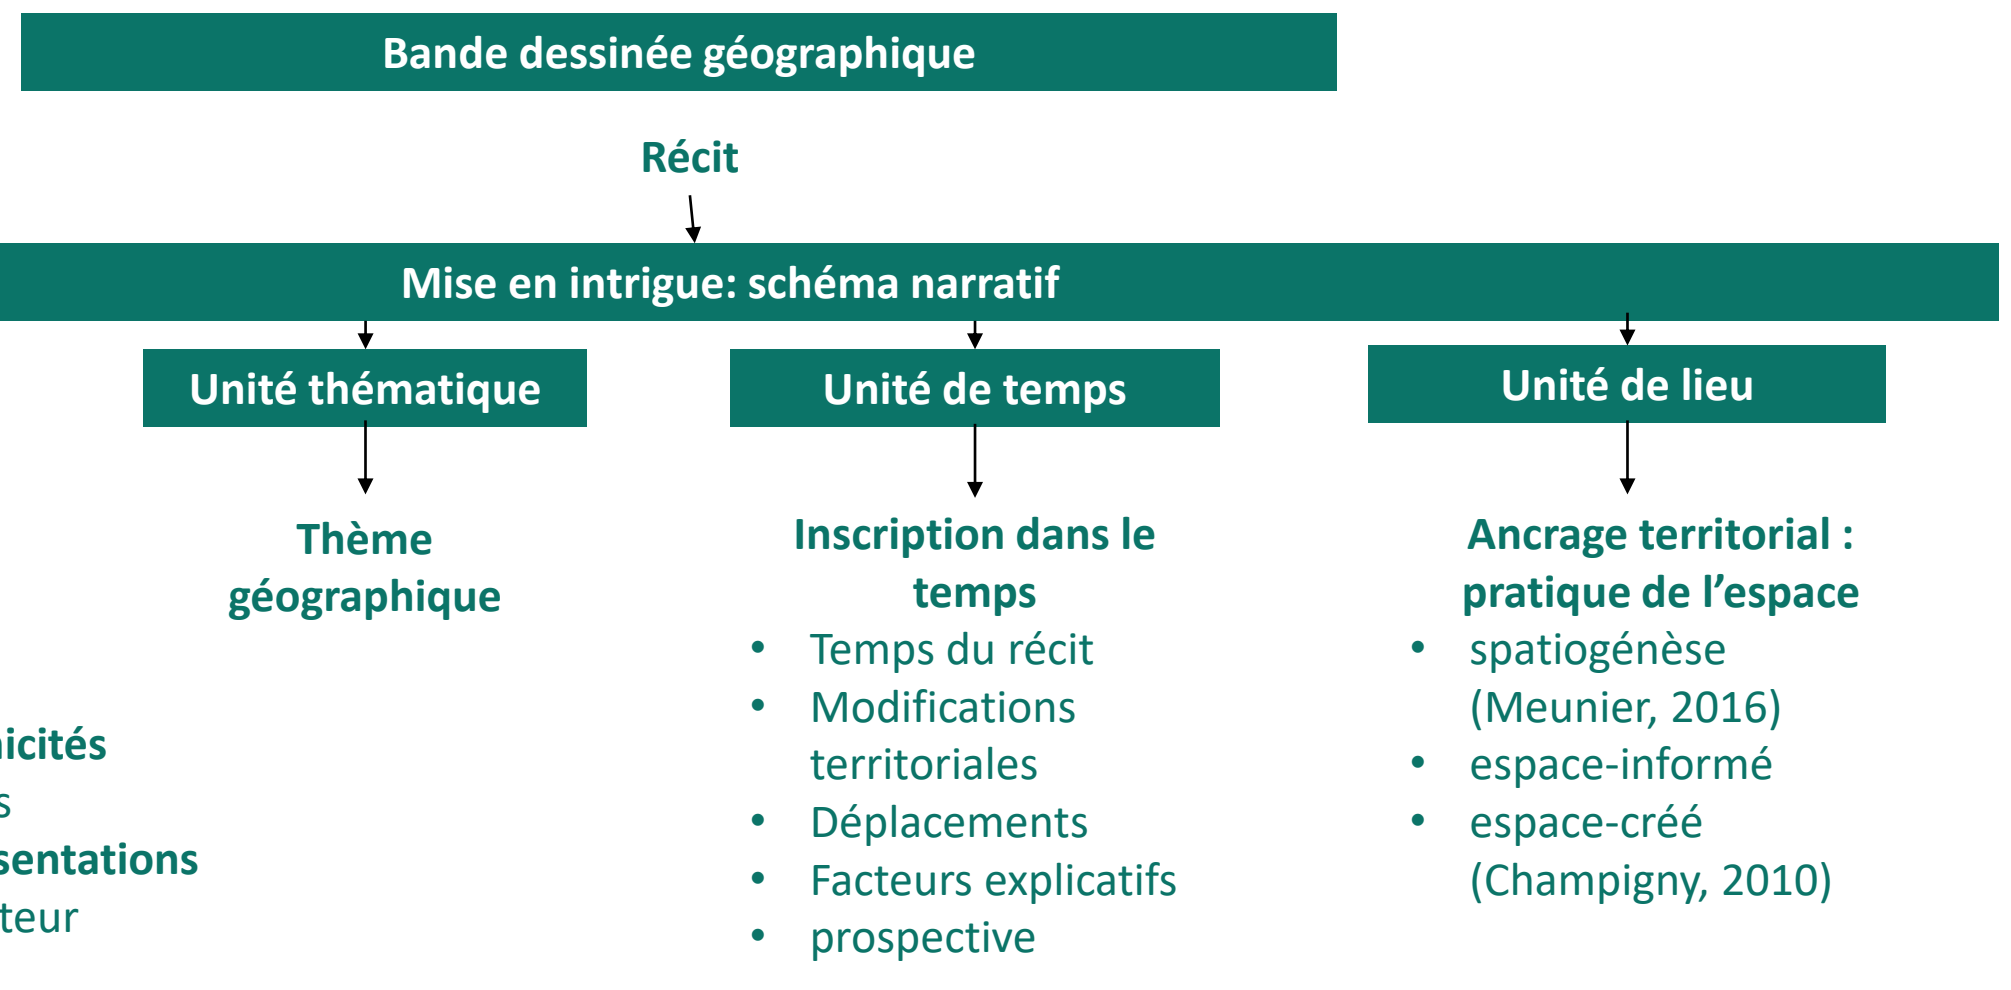 Bande dessinée géographique
Récit
Mise en intrigue: schéma narratif
Unité thématique
Unité de temps
Unité de lieu
Thème
géographique
Inscription dans le
temps
• Temps du récit
• Modifications
territoriales
• Déplacements
• Facteurs explicatifs
• prospective
Ancrage territorial :
pratique de l’espace
• spatiogénèse
(Meunier, 2016)
• espace-informé
• espace-créé
(Champigny, 2010)